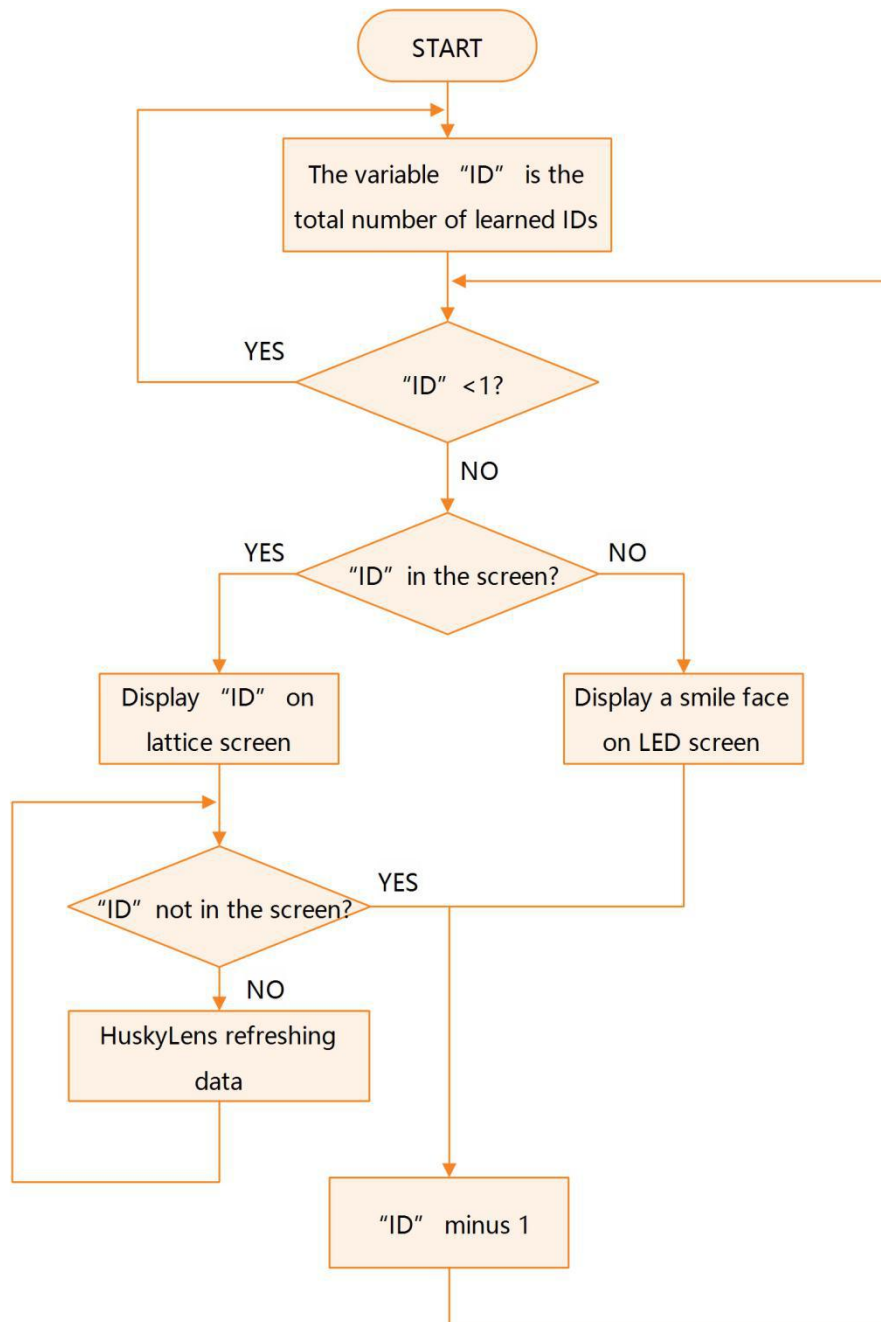 START
The variable “ID” is the
total number of learned IDs
YES
“ID” <1?
NO
YES
NO
“ID” in the screen?
Display “ID” on
lattice screen
Display a smile face
on LED screen
YES
“ID” not in the screen?
NO
HuskyLens refreshing
data
“ID” minus 1